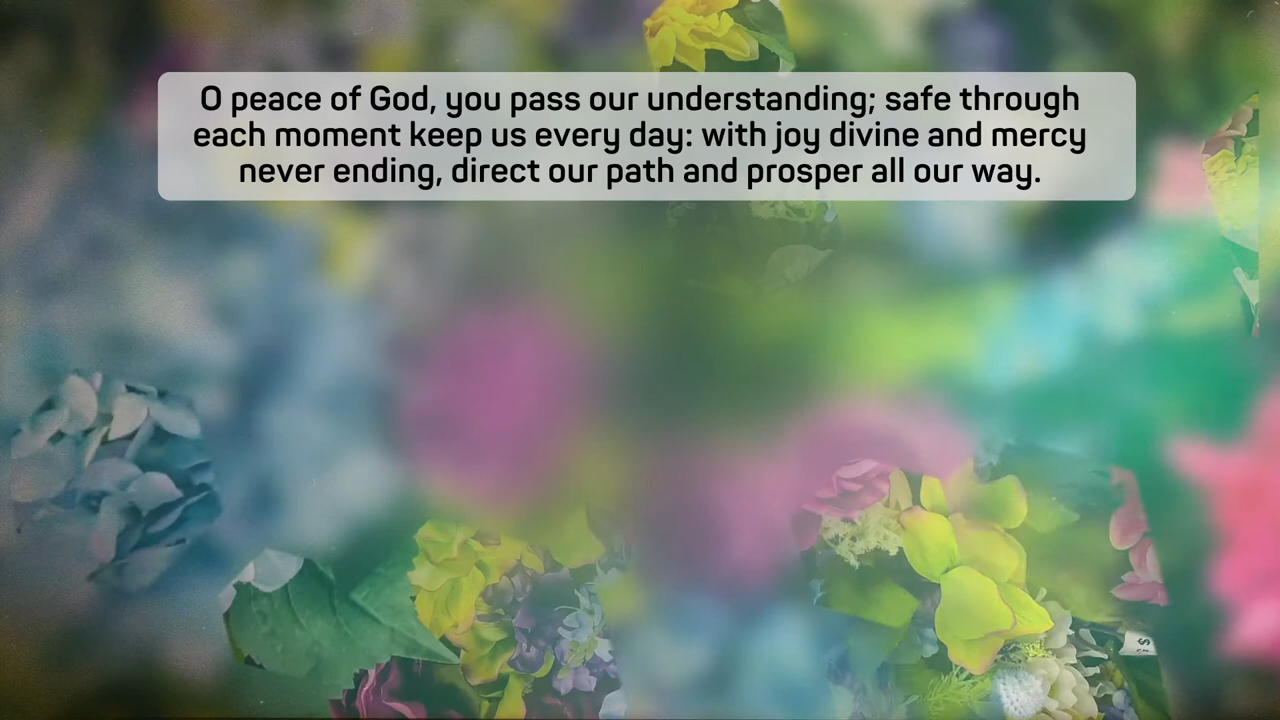 O peace of God, you pass our understanding; safe through
each moment keep us every day: with joy divine and mercy
never ending, direct our path and prosper all our way.